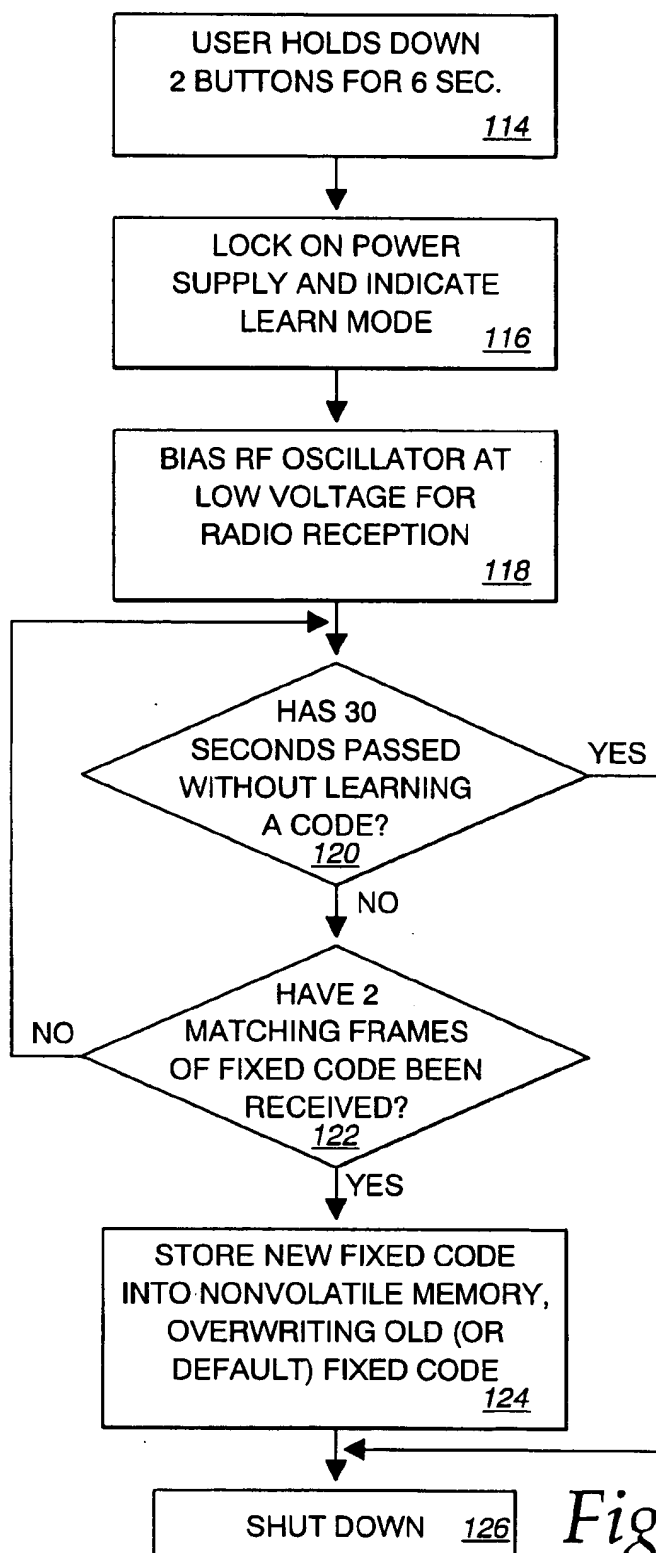 USER HOLDS DOWN
2 BUTTONS FOR 6 SEC.
114
LOCK ON POWER
SUPPLY AND INDICATE
LEARN MODE
116
BIAS RF OSCILLATOR AT
LOW VOLTAGE FOR
RADIO RECEPTION
118
HAS 30
SECONDS PASSED
WITHOUT LEARNING
A CODE?
120
YES
NO
HAVE 2
MATCHING FRAMES
OF FIXED CODE BEEN
RECEIVED?
122
NO
YES
STORE NEW FIXED CODE
INTO NONVOLATILE MEMORY,
OVERWRITING OLD (OR
DEFAULT) FIXED CODE
124
SHUT DOWN 126
Fig